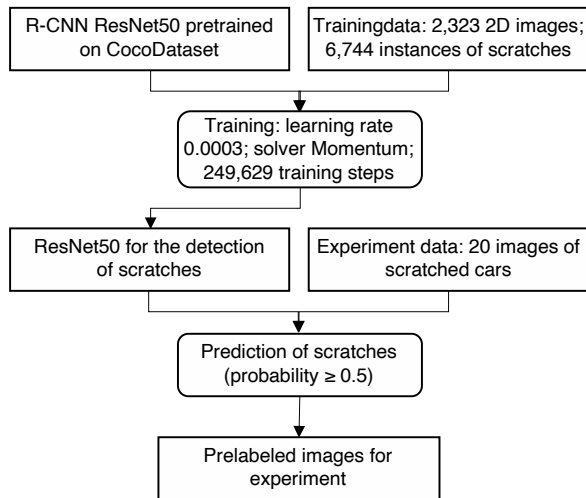 R-CNN ResNet50 pretrained
on CocoDataset
Trainingdata: 2,323 2D images;
6,744 instances of scratches
Training: learning rate
0.0003; solver Momentum;
249,629 training steps
ResNet50 for the detection
of scratches
Experiment data: 20 images of
scratched cars
Prediction of scratches
(probability ≥ 0.5)
Prelabeled images for
experiment